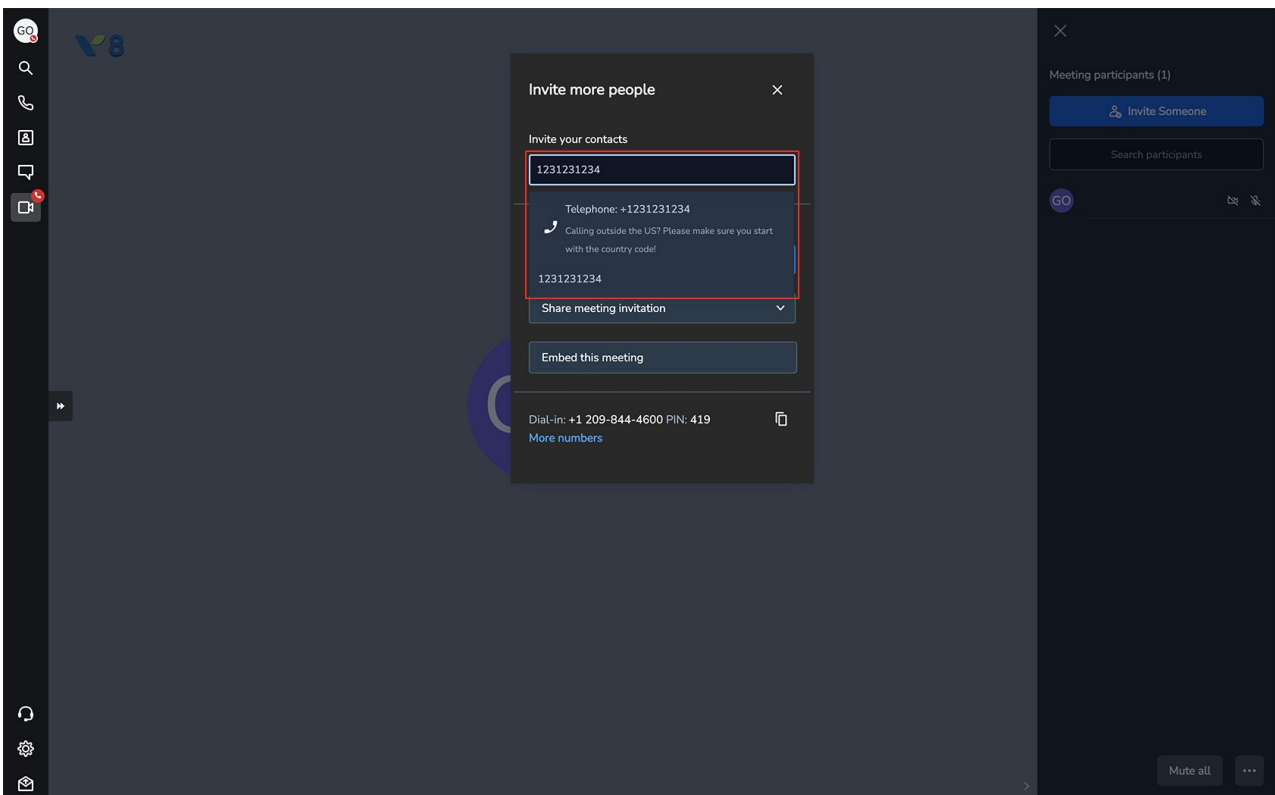 GO
8
Invite more people
Invite your contacts
1231231234
Telephone: +1231231234
Calling outside the US? Please make sure you start
with the country code!
1231231234
Share meeting invitation
Embed this meeting
Dial-in: +1 209-844-4600 PIN: 419
More numbers
Meeting participants (1)
Invite Someone
Search participants
GO
Mute all